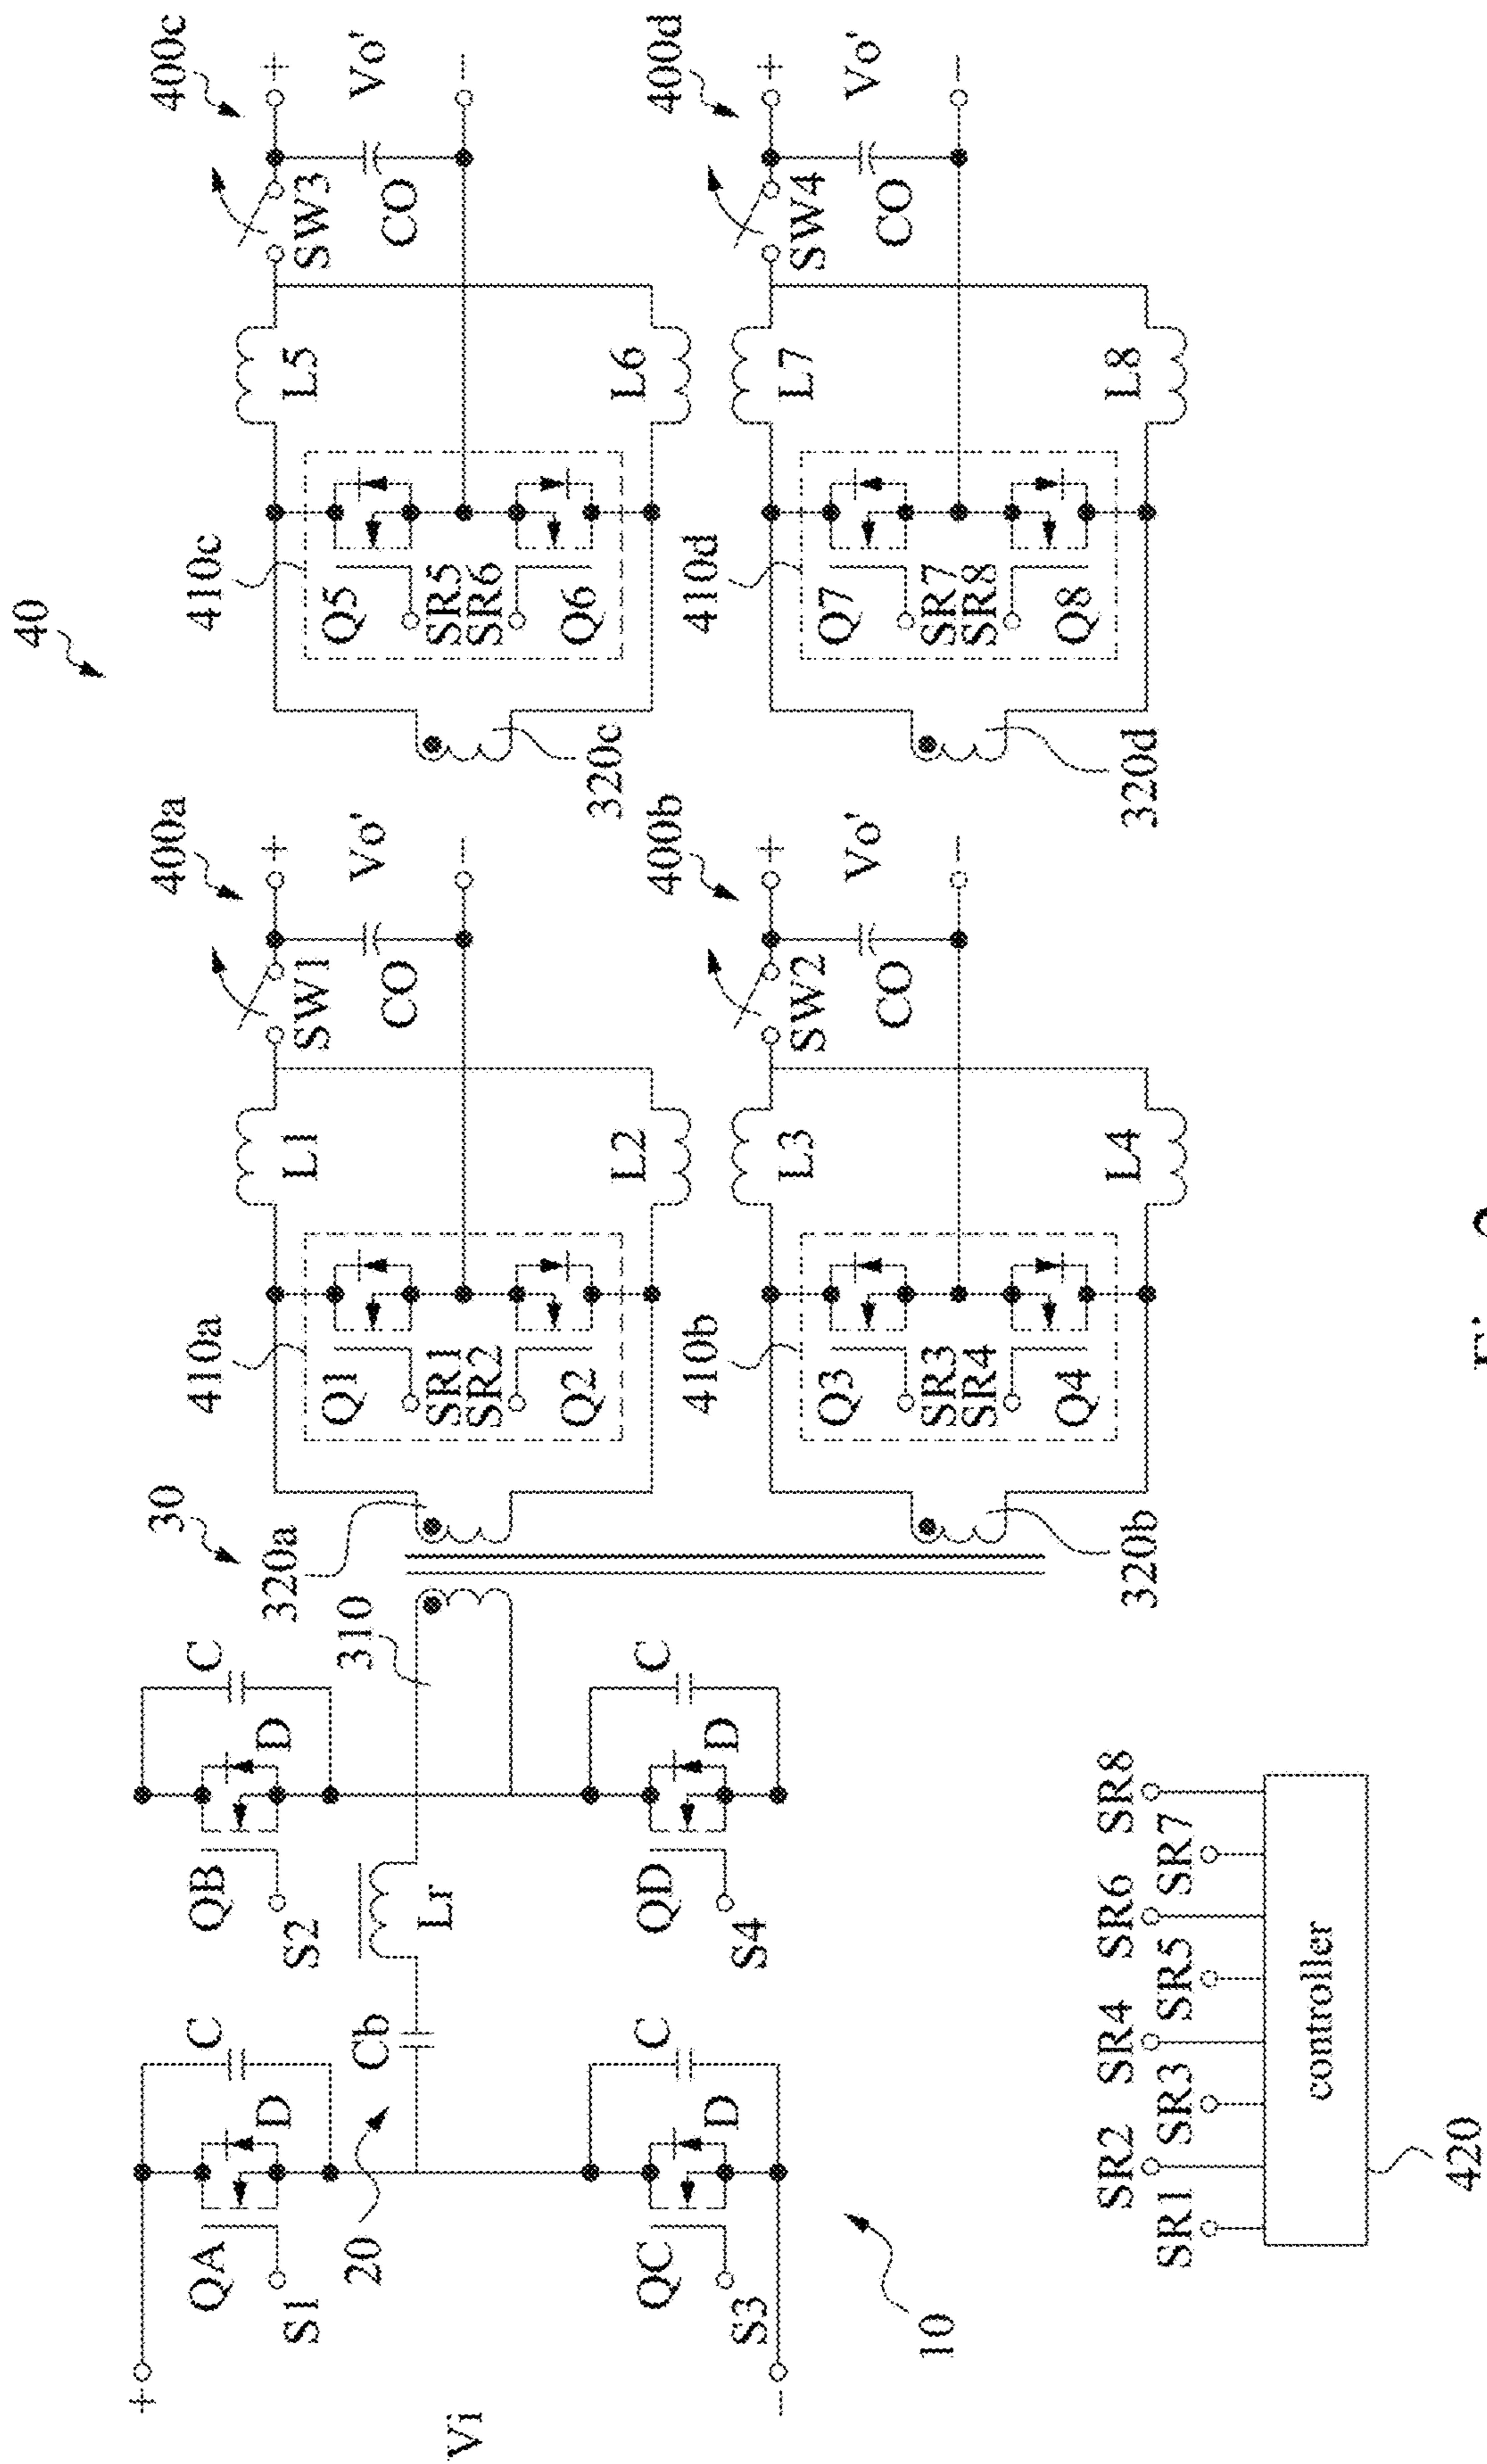 40
30
400a
400c
410a
410c
320a
310
Vi
+
QA
S1
D
C
QB
S2
D
C
20
Cb
Lr
Q1
SR1
SR2
Q2
L1
L2
SW1
CO
+
Vo'
−
320c
Q5
SR5
SR6
Q6
L5
L6
SW3
CO
+
Vo'
−
400b
400d
410b
410d
QC
S3
D
C
−
QD
S4
D
C
Q3
SR3
SR4
Q4
L3
L4
SW2
CO
+
Vo'
−
Q7
SR7
SR8
Q8
L7
L8
SW4
CO
+
Vo'
−
10
320b
320d
SR2
SR4
SR6
SR8
SR1
SR3
SR5
SR7
controller
420